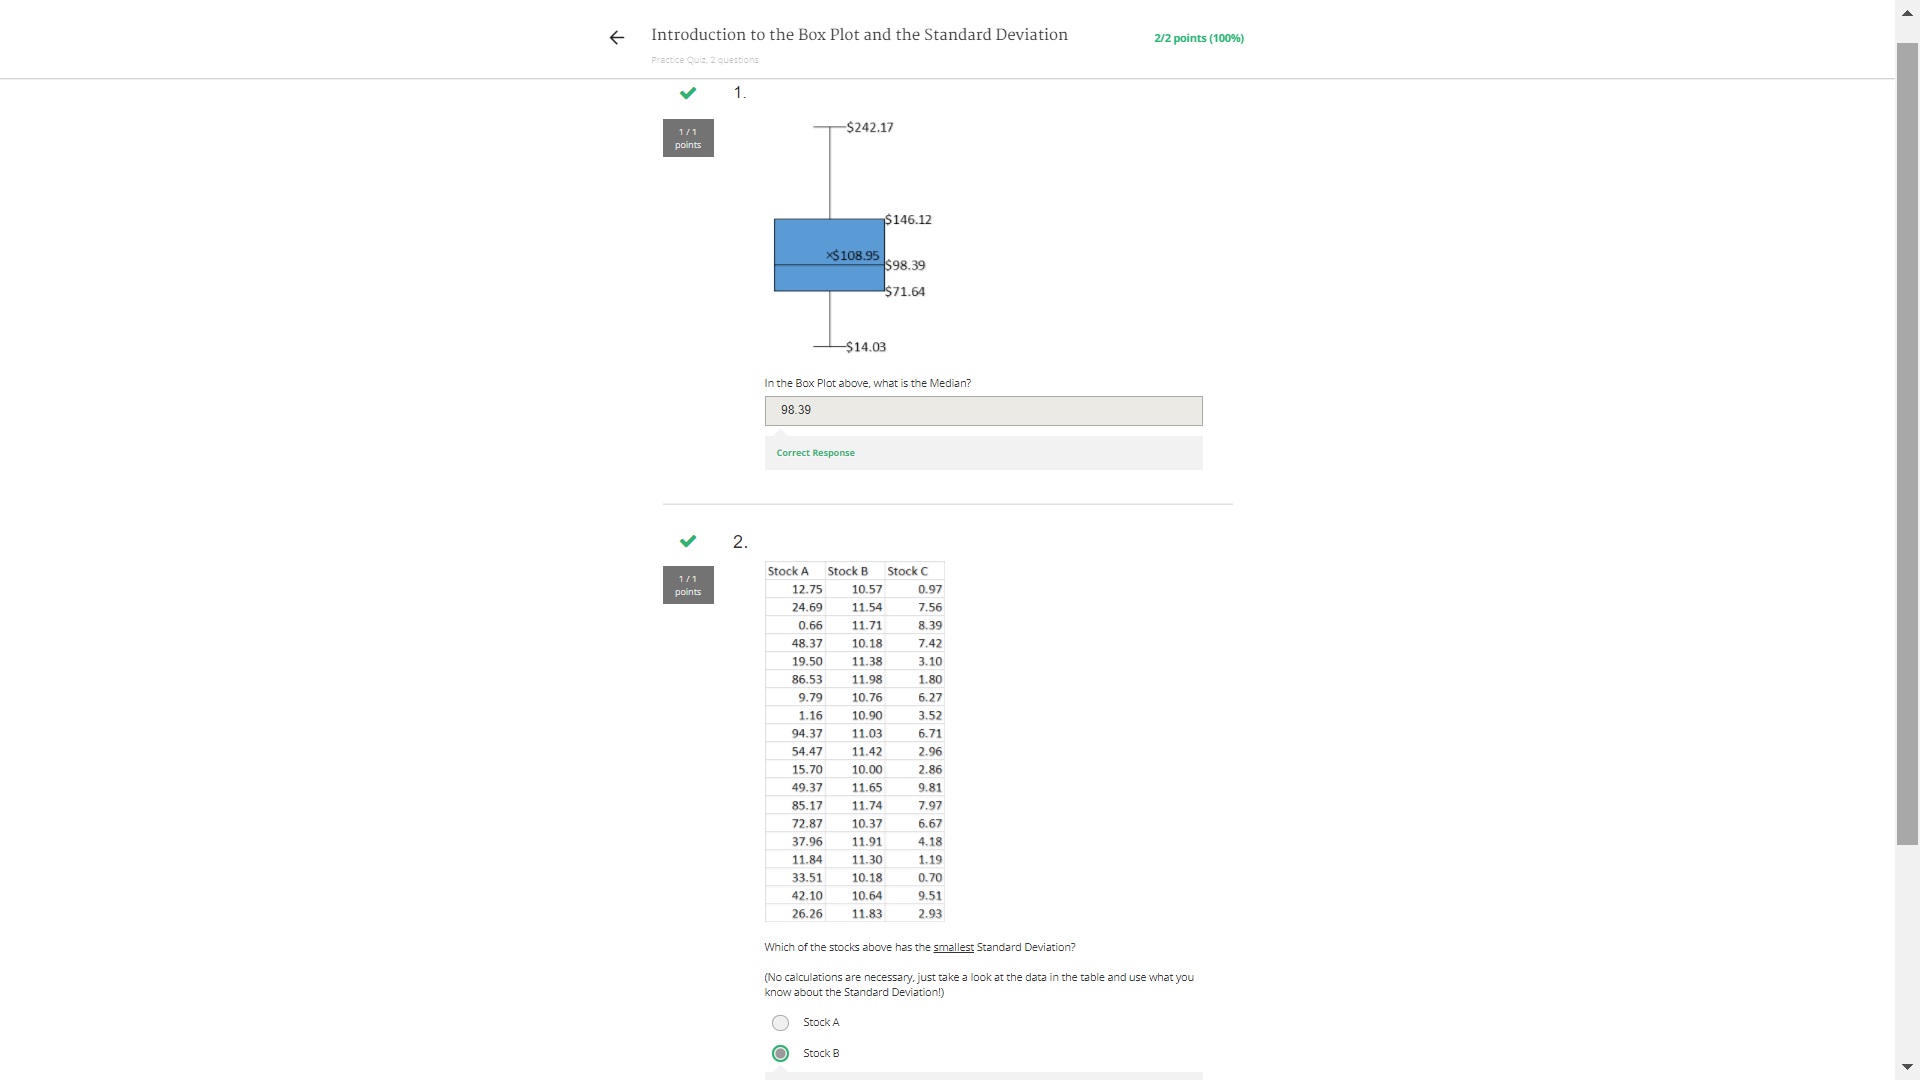 Introduction to the Box Plot and the Standard Deviation
2/2 points (100%)
Practice Quiz, 2 questions
1.
1 / 1
points
$242.17
$146.12
×$108.95
$98.39
$71.64
$14.03
In the Box Plot above, what is the Median?
98.39
Correct Response
2.
1 / 1
points
Stock A Stock B Stock C
12.75 10.57 0.97
24.69 11.54 7.56
0.66 11.71 8.39
48.37 10.18 7.42
19.50 11.38 3.10
86.53 11.98 1.80
9.79 10.76 6.27
1.16 10.90 3.52
94.37 11.03 6.71
54.47 11.42 2.96
15.70 10.00 2.86
49.37 11.65 9.81
85.17 11.74 7.97
72.87 10.37 6.67
37.96 11.91 4.18
11.84 11.30 1.19
33.51 10.18 0.70
42.10 10.64 9.51
26.26 11.83 2.93
Which of the stocks above has the smallest Standard Deviation?
(No calculations are necessary, just take a look at the data in the table and use what you
know about the Standard Deviation!)
Stock A
Stock B